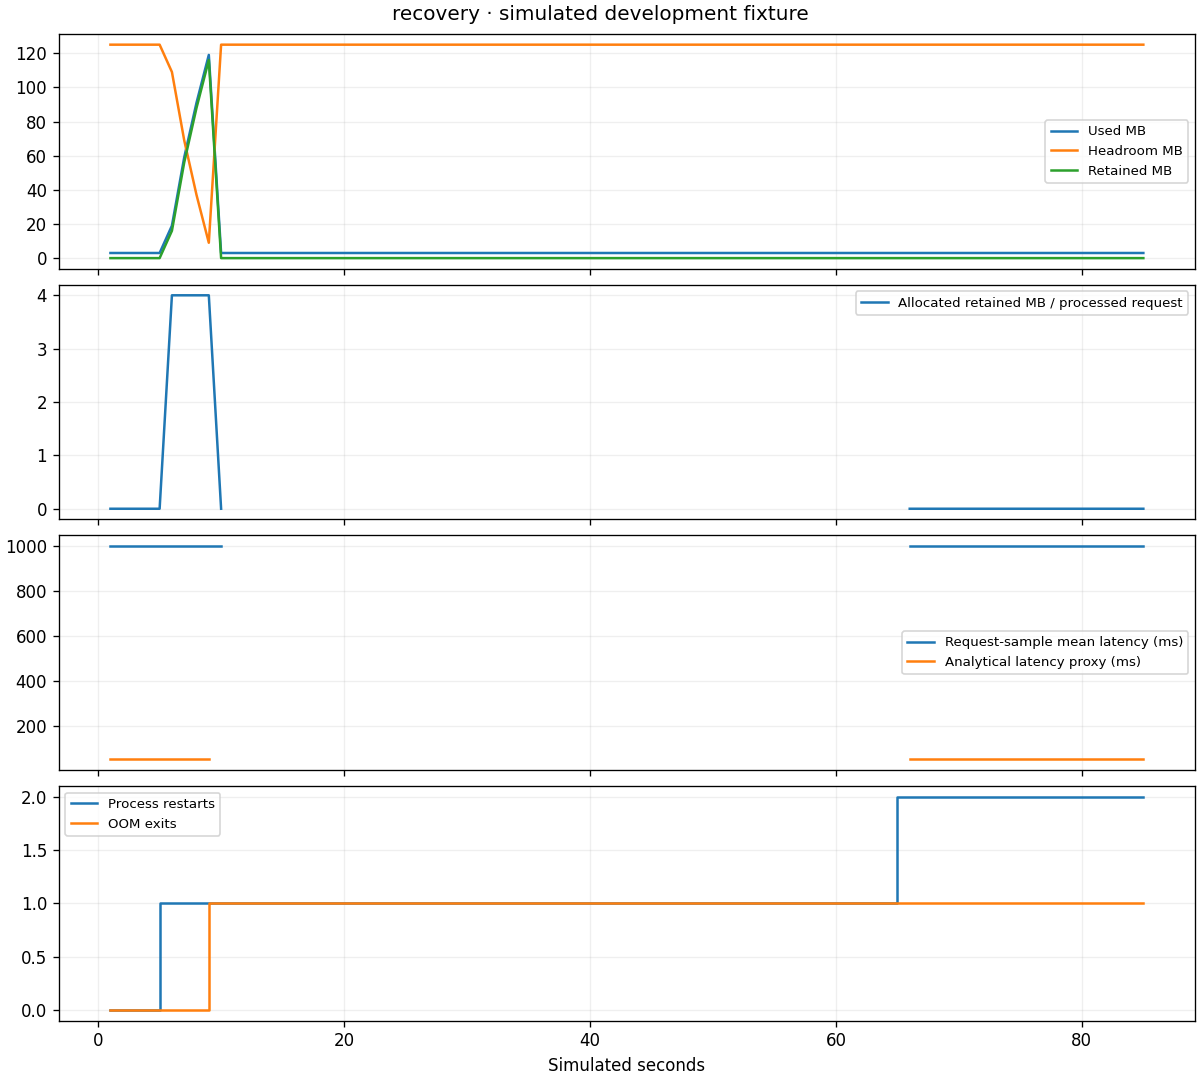 recovery · simulated development fixture
120
100
80
60
40
20
0
Used MB
Headroom MB
Retained MB
4
3
2
1
0
Allocated retained MB / processed request
1000
800
600
400
200
Request-sample mean latency (ms)
Analytical latency proxy (ms)
2.0
1.5
1.0
0.5
0.0
Process restarts
OOM exits
0 20 40 60 80
Simulated seconds